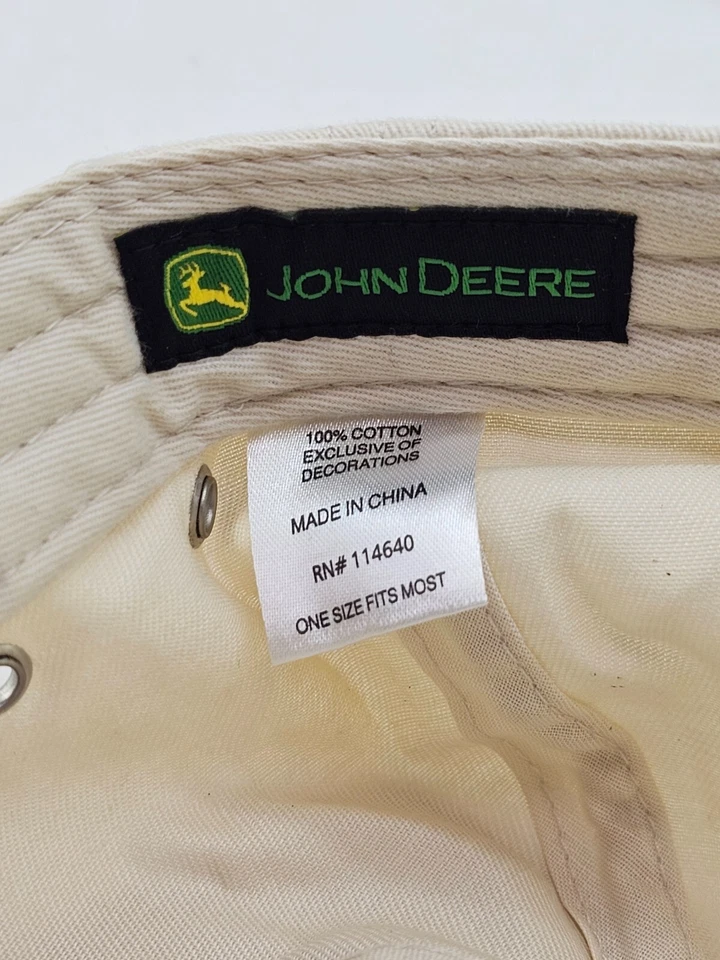 JOHN DEERE
100% COTTON
EXCLUSIVE OF
DECORATIONS
MADE IN CHINA
RN# 114640
ONE SIZE FITS MOST